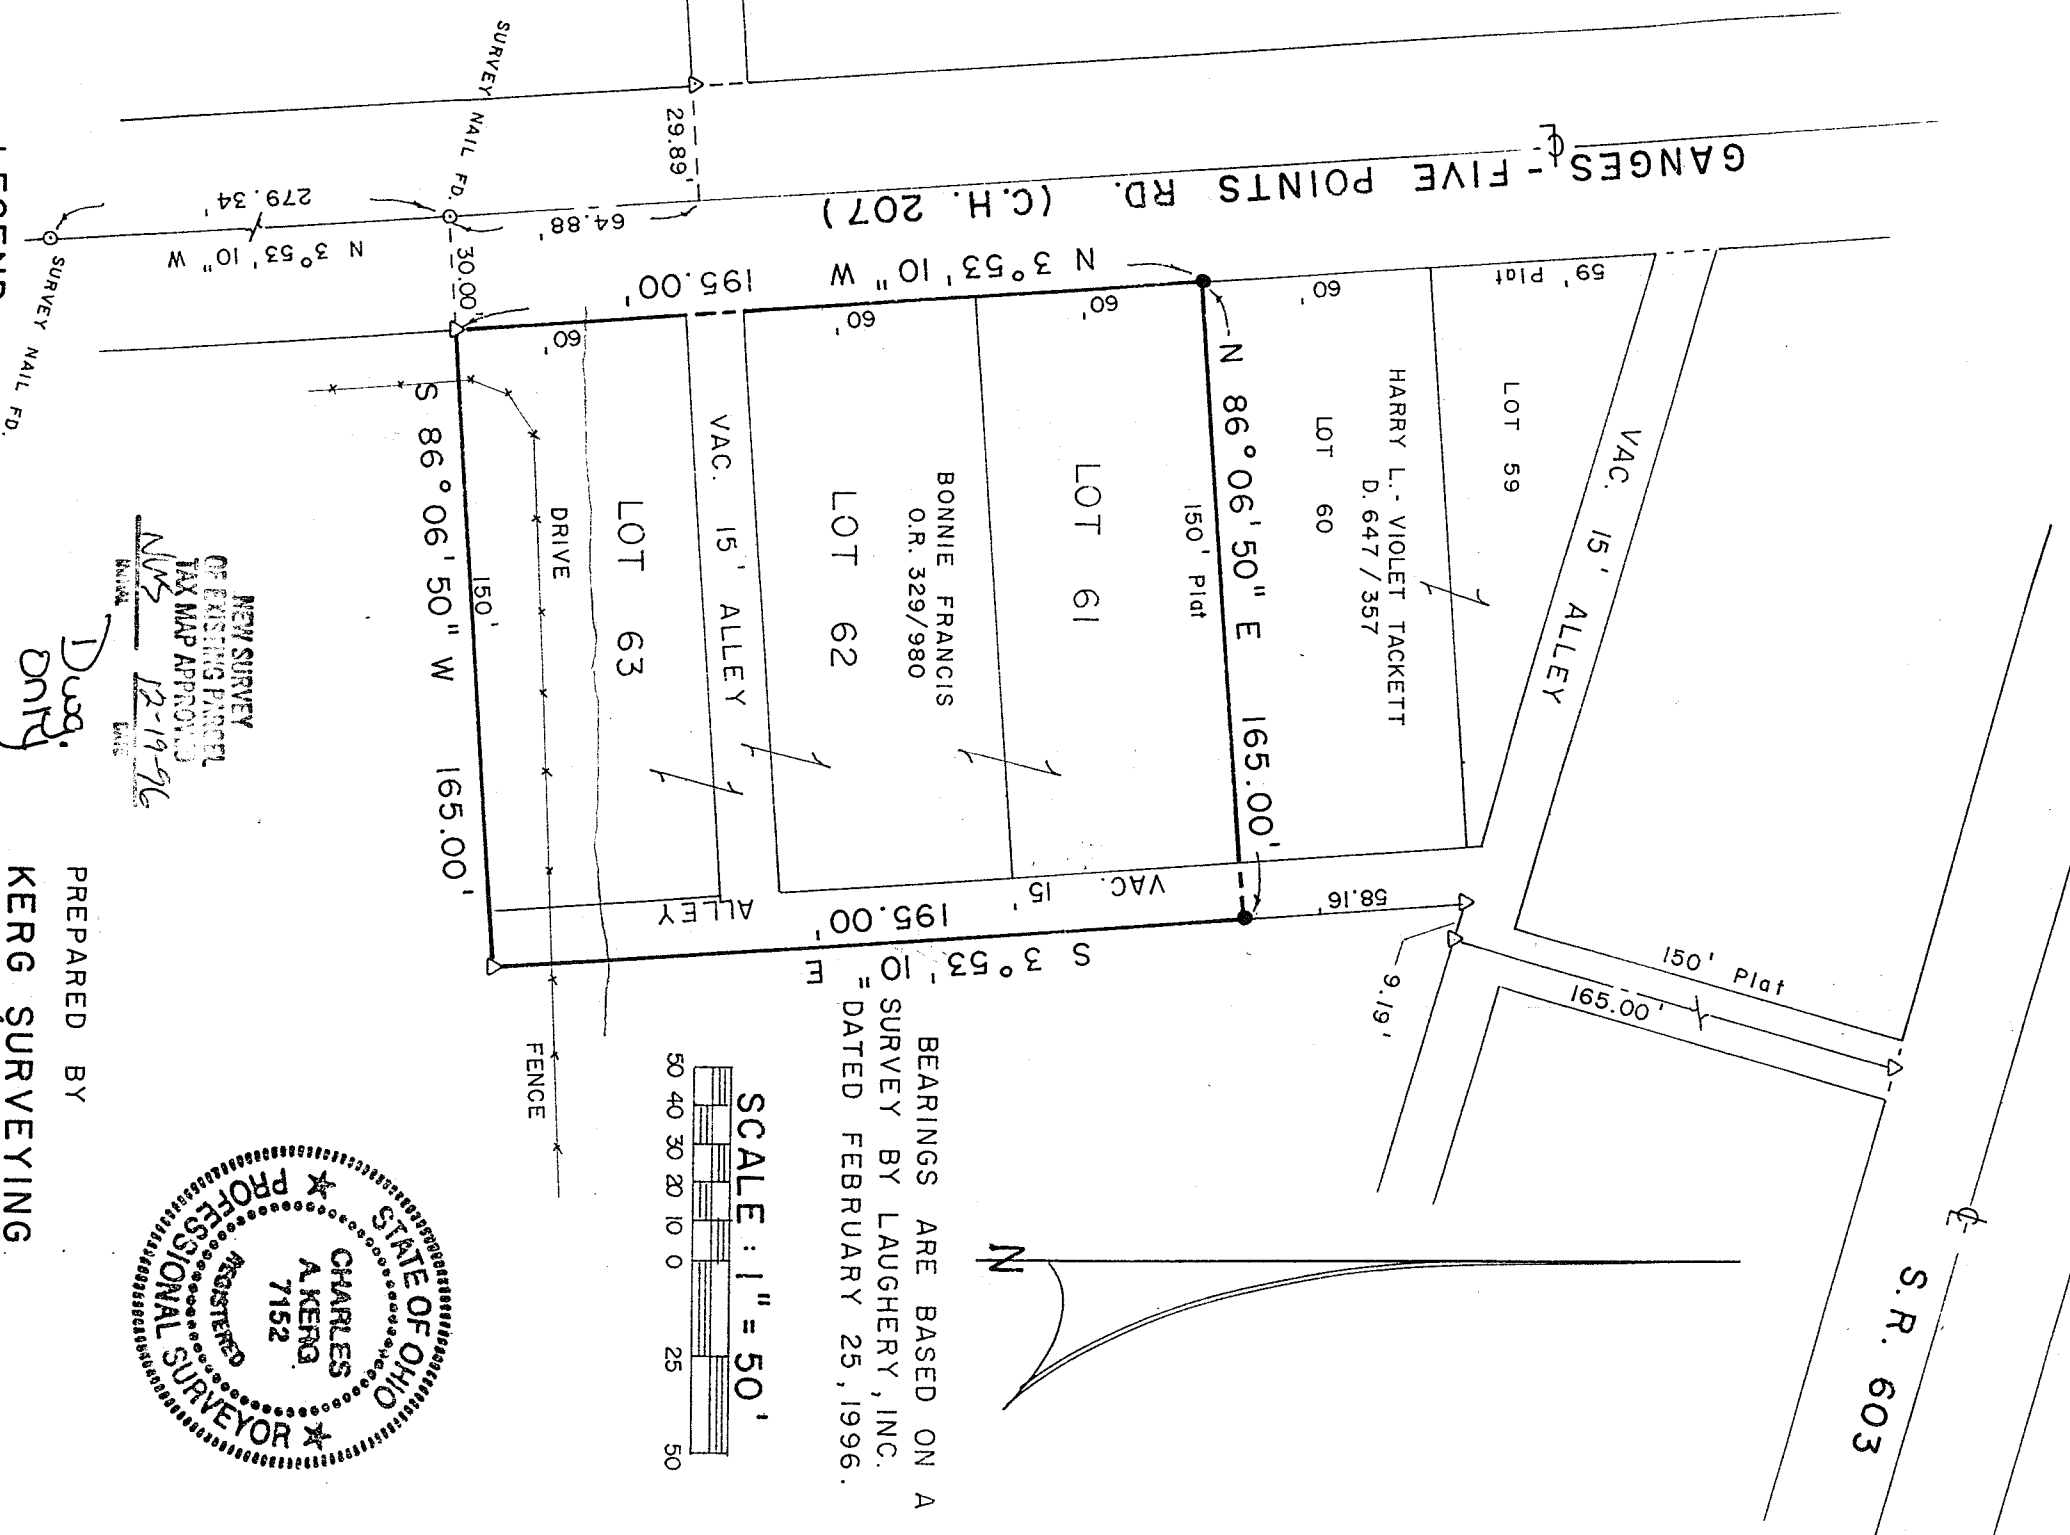 GANGES - FIVE POINTS RD. (C.H. 207)
℄
SURVEY NAIL FD.
29.89'
279.34'
N 3°53'10" W
SURVEY NAIL FD.
64.88'
30.00'
195.00'
N 3°53'10" W
60'
60'
60'
60'
59' Plat
N 86°06'50" E 165.00'
150' Plat
S 86°06'50" W 165.00'
150'
LOT 59
HARRY L.- VIOLET TACKETT
D. 647 / 357
LOT 60
LOT 61
BONNIE FRANCIS
O.R. 329/980
LOT 62
VAC. 15' ALLEY
LOT 63
DRIVE
FENCE
VAC. 15' ALLEY
VAC. 15' ALLEY
195.00'
S 3°53'10" E
58.16'
9.19'
150' Plat
165.00'
℄
S.R. 603
BEARINGS ARE BASED ON A
SURVEY BY LAUGHERY, INC.
DATED FEBRUARY 25, 1996.
N
SCALE : 1" = 50'
50 40 30 20 10 0 25 50
NEW SURVEY
OF EXISTING PARCEL
TAX MAP APPROVED
12-19-96
INITIAL DATE
Dwg.
Only
PREPARED BY
KERG SURVEYING
STATE OF OHIO
CHARLES
A. KERG
7152
REGISTERED
PROFESSIONAL SURVEYOR
LEGEND